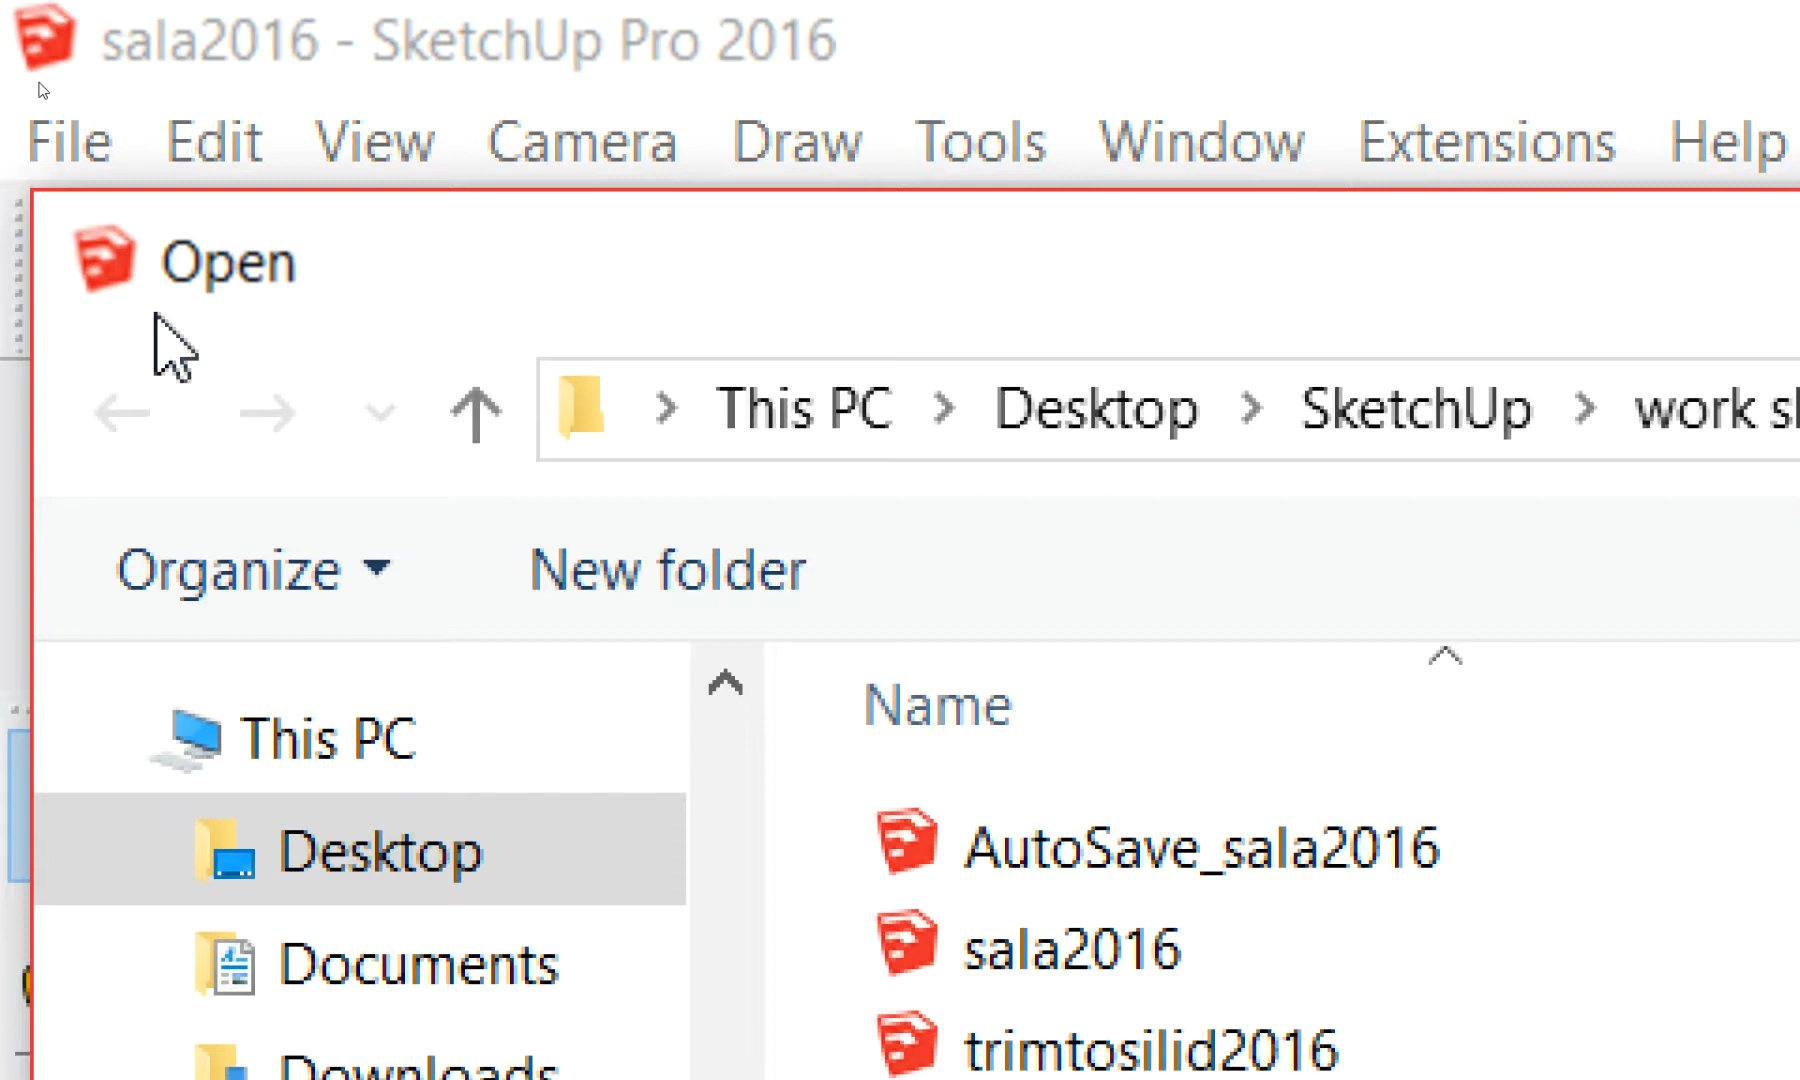 sala2016 - SketchUp Pro 2016
File Edit View Camera Draw Tools Window Extensions Help
Open
This PC Desktop SketchUp work
Organize New folder
Name
This PC
Desktop
Documents
Downloads
AutoSave_sala2016
sala2016
trimtosilid2016